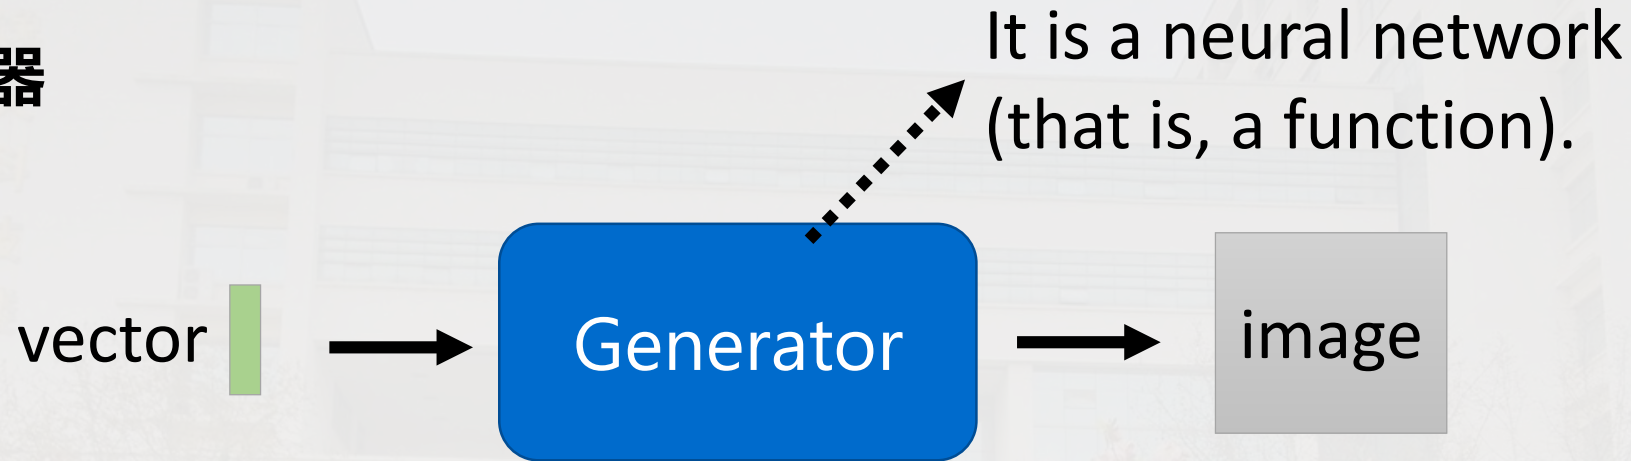 器
It is a neural network
(that is, a function).
vector
Generator
image